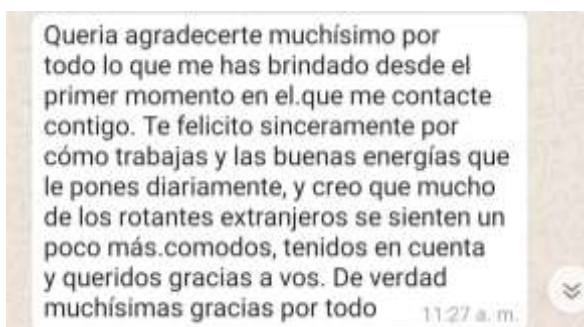 Queria agradecerte muchísimo por
todo lo que me has brindado desde el
primer momento en el.que me contacte
contigo. Te felicito sinceramente por
cómo trabajas y las buenas energías que
le pones diariamente, y creo que mucho
de los rotantes extranjeros se sienten un
poco más.comodos, tenidos en cuenta
y queridos gracias a vos. De verdad
muchísimas gracias por todo 11:27 a. m.